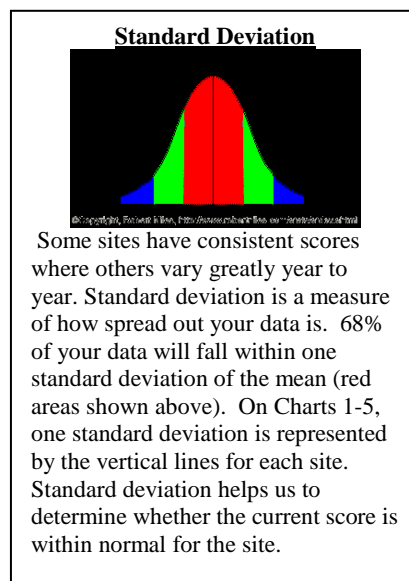 Standard Deviation
©Copyright,
Some sites have consistent scores
where others vary greatly year to
year. Standard deviation is a measure
of how spread out your data is. 68%
of your data will fall within one
standard deviation of the mean (red
areas shown above). On Charts 1-5,
one standard deviation is represented
by the vertical lines for each site.
Standard deviation helps us to
determine whether the current score is
within normal for the site.